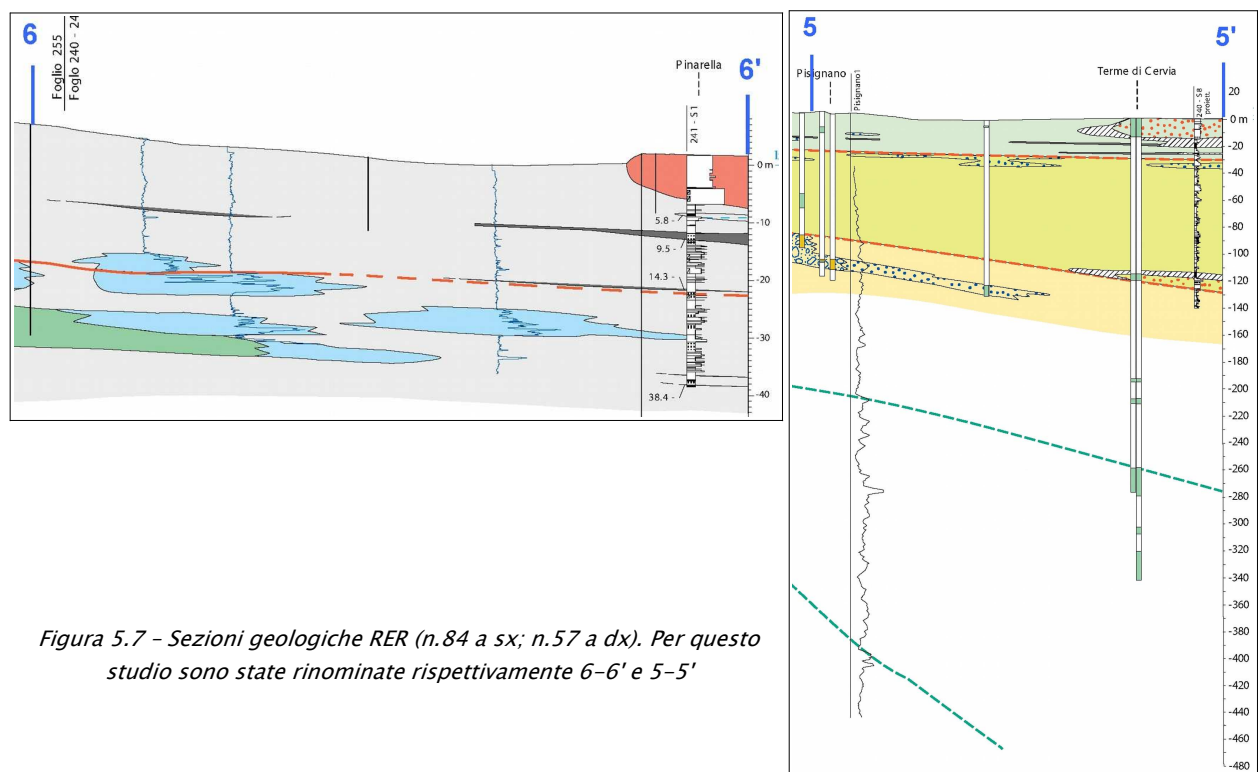 6
Foglio 255
Foglo 240 - 24
Pinarella
6'
241 - S1
1
0 m
-10
-20
-30
-40
5.8 -
9.5 -
14.3 -
38.4 -
5
5'
Pisignano
Pisignano1
Terme di Cervia
240 - S8
proiett.
20
0 m
-20
-40
-60
-80
-100
-120
-140
-160
-180
-200
-220
-240
-260
-280
-300
-320
-340
-360
-380
-400
-420
-440
-460
-480
Figura 5.7 – Sezioni geologiche RER (n.84 a sx; n.57 a dx). Per questo
studio sono state rinominate rispettivamente 6-6' e 5-5'